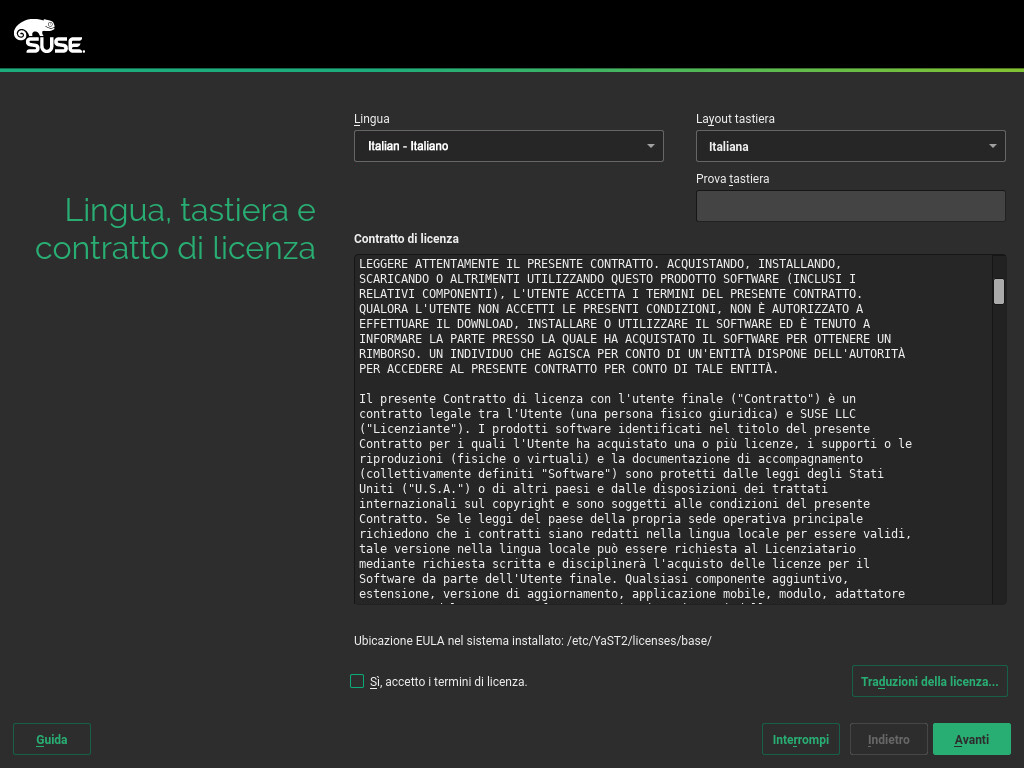 SUSE
Lingua
Layout tastiera
Italian - Italiano
Italiana
Prova tastiera
Lingua, tastiera e
contratto di licenza
Contratto di licenza
LEGGERE ATTENTAMENTE IL PRESENTE CONTRATTO. ACQUISTANDO, INSTALLANDO,
SCARICANDO O ALTRIMENTI UTILIZZANDO QUESTO PRODOTTO SOFTWARE (INCLUSI I
RELATIVI COMPONENTI), L'UTENTE ACCETTA I TERMINI DEL PRESENTE CONTRATTO.
QUALORA L'UTENTE NON ACCETTI LE PRESENTI CONDIZIONI, NON È AUTORIZZATO A
EFFETTUARE IL DOWNLOAD, INSTALLARE O UTILIZZARE IL SOFTWARE ED È TENUTO A
INFORMARE LA PARTE PRESSO LA QUALE HA ACQUISTATO IL SOFTWARE PER OTTENERE UN
RIMBORSO. UN INDIVIDUO CHE AGISCA PER CONTO DI UN'ENTITÀ DISPONE DELL'AUTORITÀ
PER ACCEDERE AL PRESENTE CONTRATTO PER CONTO DI TALE ENTITÀ.
Il presente Contratto di licenza con l'utente finale ("Contratto") è un
contratto legale tra l'Utente (una persona fisico giuridica) e SUSE LLC
("Licenziante"). I prodotti software identificati nel titolo del presente
Contratto per i quali l'Utente ha acquistato una o più licenze, i supporti o le
riproduzioni (fisiche o virtuali) e la documentazione di accompagnamento
(collettivamente definiti "Software") sono protetti dalle leggi degli Stati
Uniti ("U.S.A.") o di altri paesi e dalle disposizioni dei trattati
internazionali sul copyright e sono soggetti alle condizioni del presente
Contratto. Se le leggi del paese della propria sede operativa principale
richiedono che i contratti siano redatti nella lingua locale per essere validi,
tale versione nella lingua locale può essere richiesta al Licenziatario
mediante richiesta scritta e disciplinerà l'acquisto delle licenze per il
Software da parte dell'Utente finale. Qualsiasi componente aggiuntivo,
estensione, versione di aggiornamento, applicazione mobile, modulo, adattatore
Ubicazione EULA nel sistema installato: /etc/YaST2/licenses/base/
Sì, accetto i termini di licenza.
Traduzioni della licenza...
Guida
Interrompi
Indietro
Avanti